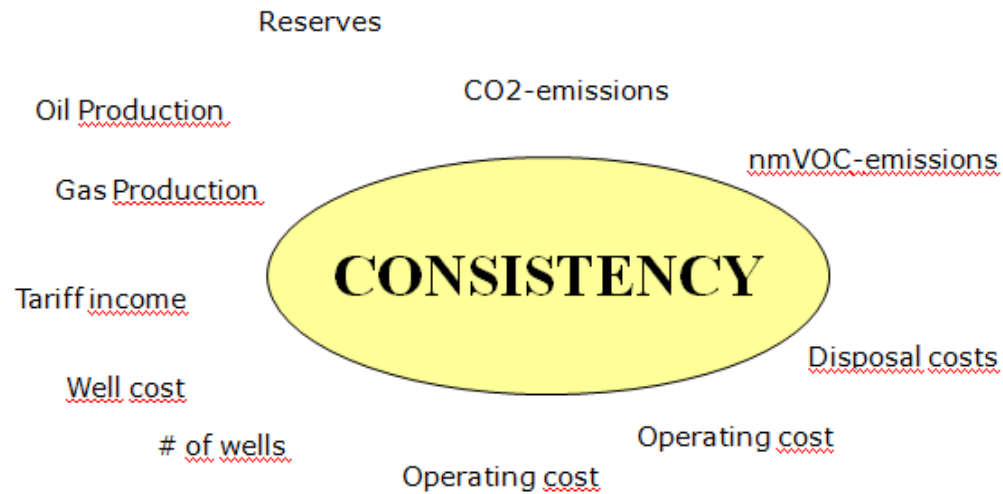 Reserves
CO2-emissions
Oil Production
nmVOC-emissions
Gas Production
CONSISTENCY
Tariff income
Disposal costs
Well cost
Operating cost
# of wells
Operating cost